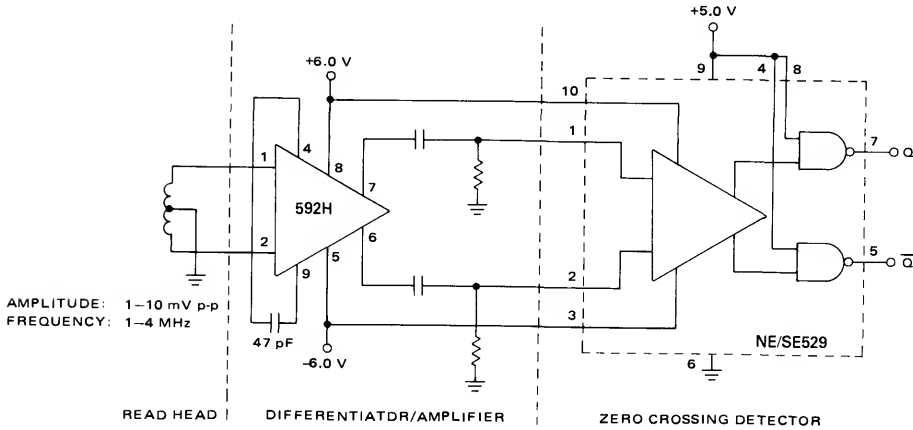 +5.0 V
+6.0 V
9
4
8
10
1
7
Q
4
8
1
7
592H
6
5
2
9
2
5
Q
3
AMPLITUDE: 1–10 mV p-p
FREQUENCY: 1–4 MHz
47 pF
–6.0 V
6
NE/SE529
READ HEAD
DIFFERENTIATDR/AMPLIFIER
ZERO CROSSING DETECTOR